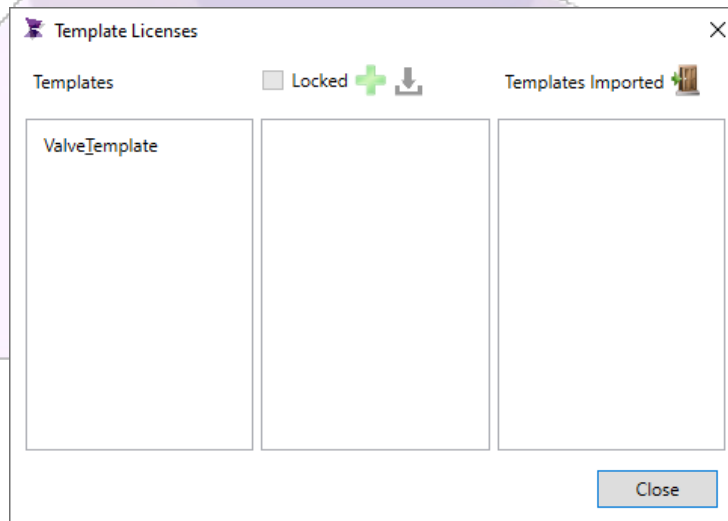 Template Licenses
Templates
Locked
Templates Imported
ValveTemplate
Close